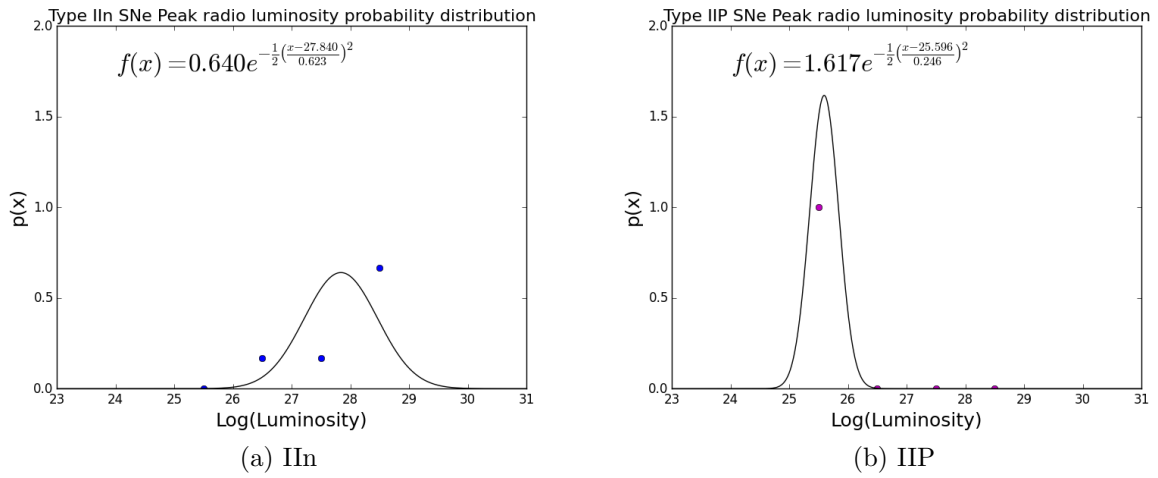 Type IIn SNe Peak radio luminosity probability distribution
2.0
f(x) = 0.640e^{-\frac{1}{2}(\frac{x-27.840}{0.623})^2}
1.5
p(x)
1.0
0.5
0.0
23 24 25 26 27 28 29 30 31
Log(Luminosity)
(a) IIn
Type IIP SNe Peak radio luminosity probability distribution
2.0
f(x) = 1.617e^{-\frac{1}{2}(\frac{x-25.596}{0.246})^2}
1.5
p(x)
1.0
0.5
0.0
23 24 25 26 27 28 29 30 31
Log(Luminosity)
(b) IIP